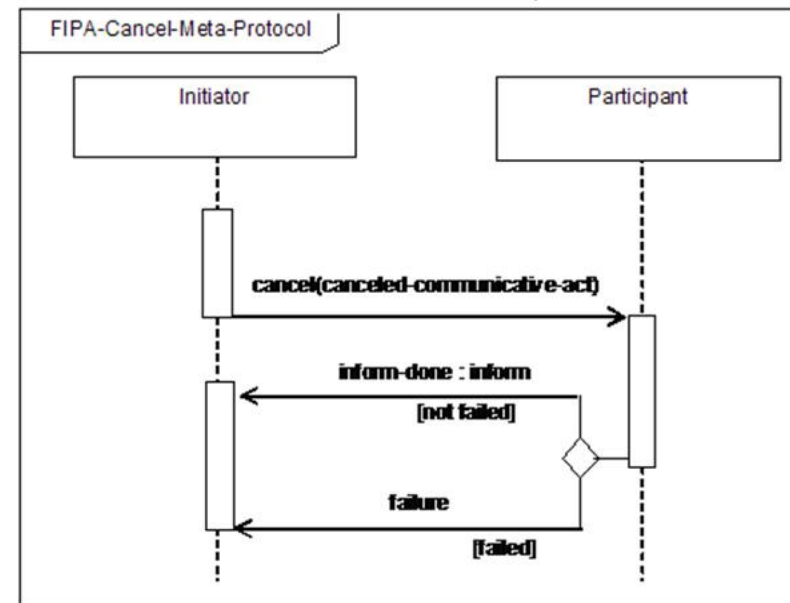 FIPA-Cancel-Meta-Protocol
Initiator
Participant
cancel(canceled-communicative-act)
inform-done : inform
[not failed]
failure
[failed]